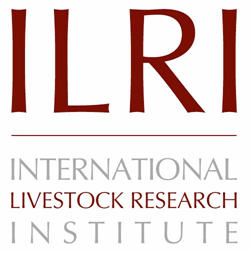 ILRI
INTERNATIONAL
LIVESTOCK RESEARCH
INSTITUTE